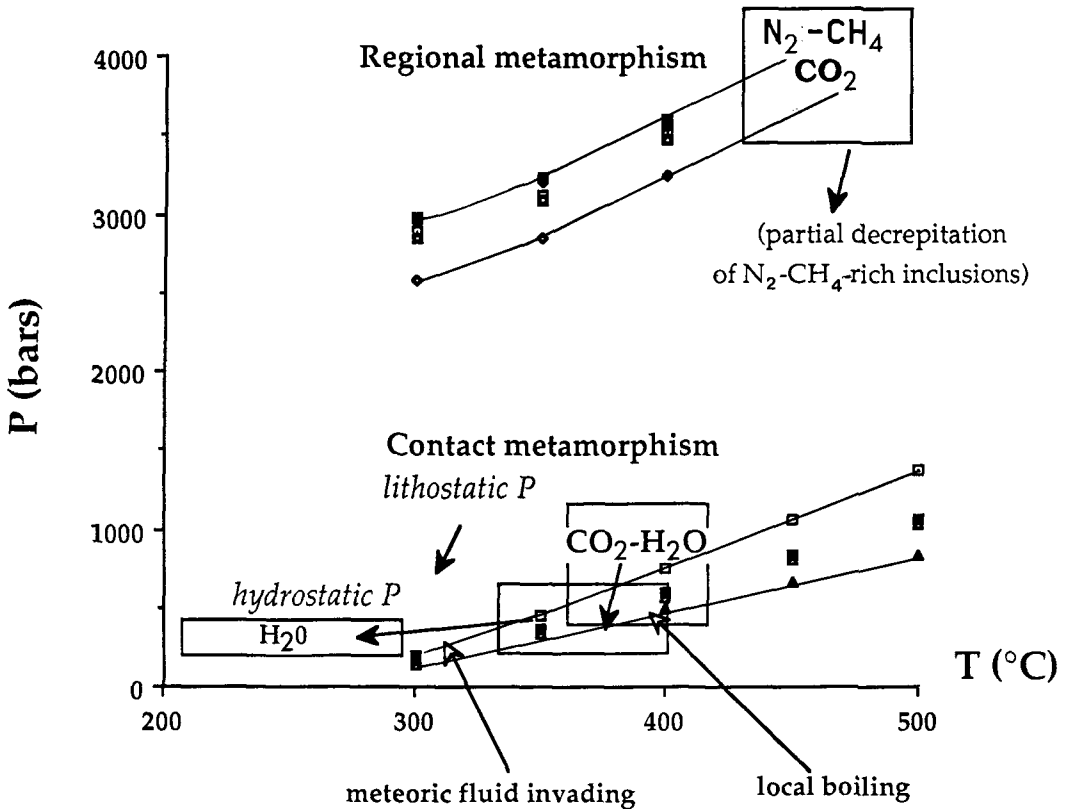 4000
3000
2000
1000
0
P (bars)
Regional metamorphism
N₂-CH₄
CO₂
(partial decrepitation
of N₂-CH₄-rich inclusions)
Contact metamorphism
lithostatic P
CO₂-H₂O
hydrostatic P
H₂0
T (°C)
200
300
400
500
meteoric fluid invading
local boiling